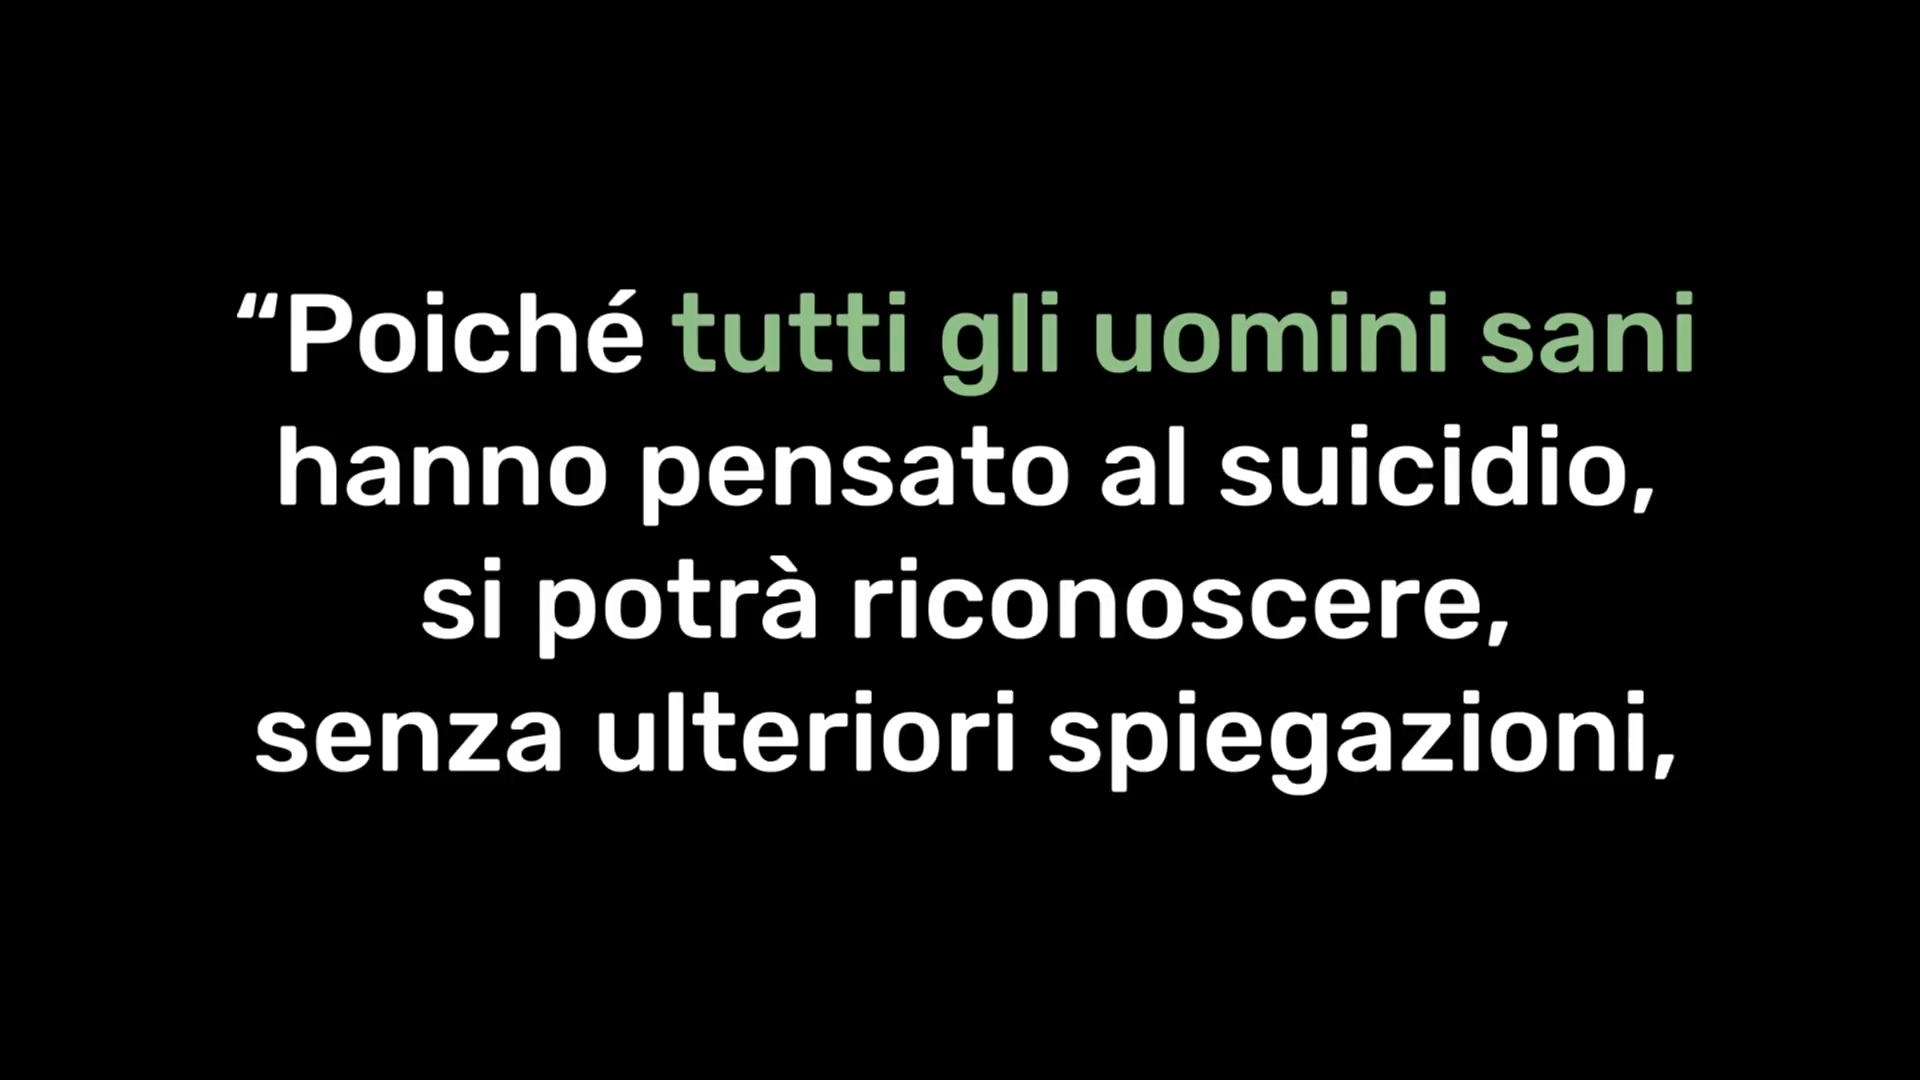 “Poiché tutti gli uomini sani
hanno pensato al suicidio,
si potrà riconoscere,
senza ulteriori spiegazioni,